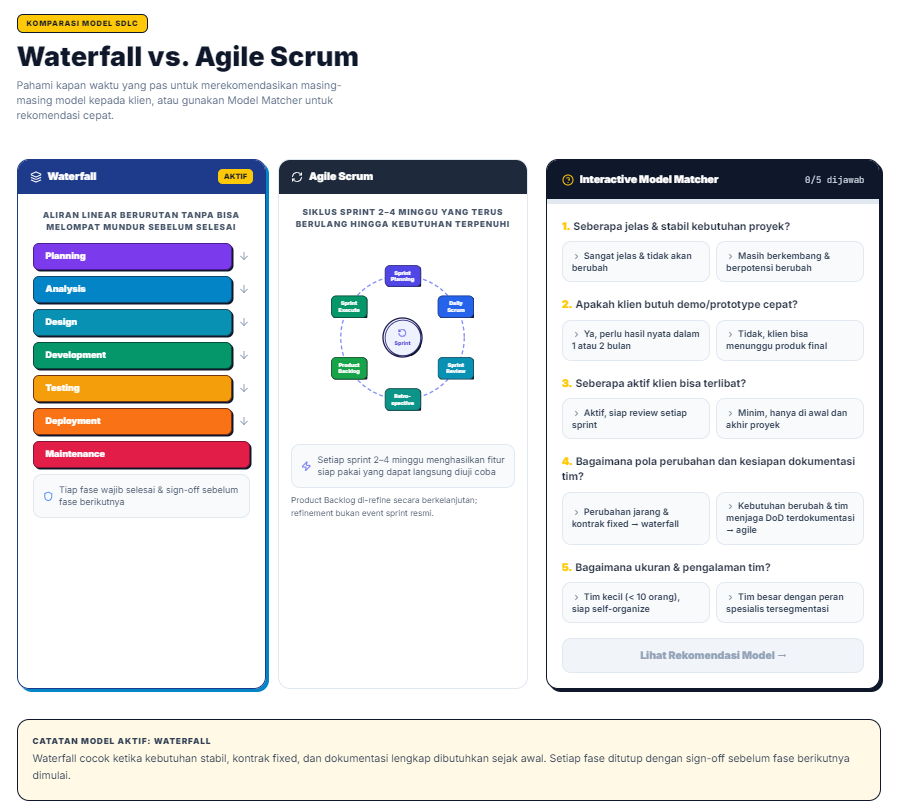 KOMPARASI MODEL SDLC
Waterfall vs. Agile Scrum
Pahami kapan waktu yang pas untuk merekomendasikan masing-
masing model kepada klien, atau gunakan Model Matcher untuk
rekomendasi cepat.
Waterfall
AKTIF
ALIRAN LINEAR BERURUTAN TANPA BISA
MELOMPAT MUNDUR SEBELUM SELESAI
Planning
↓
Analysis
↓
Design
↓
Development
↓
Testing
↓
Deployment
↓
Maintenance
Tiap fase wajib selesai & sign-off sebelum
fase berikutnya
Agile Scrum
SIKLUS SPRINT 2–4 MINGGU YANG TERUS
BERULANG HINGGA KEBUTUHAN TERPENUHI
Sprint
Planning
Daily
Scrum
Sprint
Review
Retro-
spective
Product
Backlog
Sprint
Execute
Sprint
Setiap sprint 2–4 minggu menghasilkan fitur
siap pakai yang dapat langsung diuji coba
Product Backlog di-refine secara berkelanjutan;
refinement bukan event sprint resmi.
Interactive Model Matcher
0/5 dijawab
1. Seberapa jelas & stabil kebutuhan proyek?
› Sangat jelas & tidak akan
berubah
› Masih berkembang &
berpotensi berubah
2. Apakah klien butuh demo/prototype cepat?
› Ya, perlu hasil nyata dalam
1 atau 2 bulan
› Tidak, klien bisa
menunggu produk final
3. Seberapa aktif klien bisa terlibat?
› Aktif, siap review setiap
sprint
› Minim, hanya di awal dan
akhir proyek
4. Bagaimana pola perubahan dan kesiapan dokumentasi
tim?
› Perubahan jarang &
kontrak fixed → waterfall
› Kebutuhan berubah & tim
menjaga DoD terdokumentasi
→ agile
5. Bagaimana ukuran & pengalaman tim?
› Tim kecil (< 10 orang),
siap self-organize
› Tim besar dengan peran
spesialis tersegmentasi
Lihat Rekomendasi Model →
CATATAN MODEL AKTIF: WATERFALL
Waterfall cocok ketika kebutuhan stabil, kontrak fixed, dan dokumentasi lengkap dibutuhkan sejak awal. Setiap fase ditutup dengan sign-off sebelum fase berikutnya
dimulai.